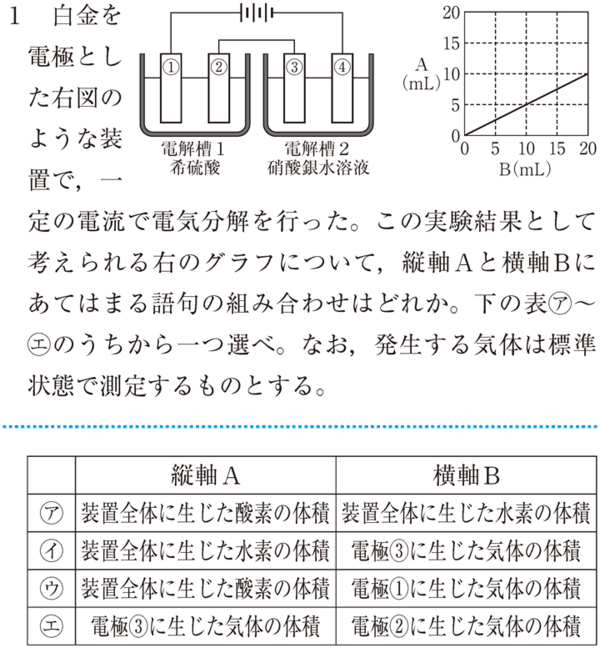 1 白金を
電極とし
た右図の
ような装
置で，一
① ② ③ ④
電解槽1 電解槽2
希硫酸 硝酸銀水溶液
20
15
A
(mL)
10
5
0
0 5 10 15 20
B(mL)
定の電流で電気分解を行った。この実験結果として
考えられる右のグラフについて，縦軸Aと横軸Bに
あてはまる語句の組み合わせはどれか。下の表㋐～
㋓のうちから一つ選べ。なお，発生する気体は標準
状態で測定するものとする。
縦軸A 横軸B
㋐ 装置全体に生じた酸素の体積 装置全体に生じた水素の体積
㋑ 装置全体に生じた水素の体積 電極③に生じた気体の体積
㋒ 装置全体に生じた酸素の体積 電極①に生じた気体の体積
㋓ 電極③に生じた気体の体積 電極②に生じた気体の体積